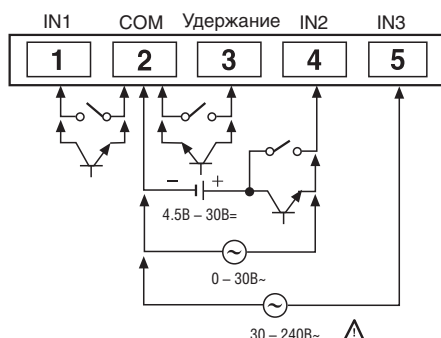 IN1 COM Удержание IN2 IN3
1 2 3 4 5
– +
4.5В – 30В=
0 – 30В~
30 – 240В~